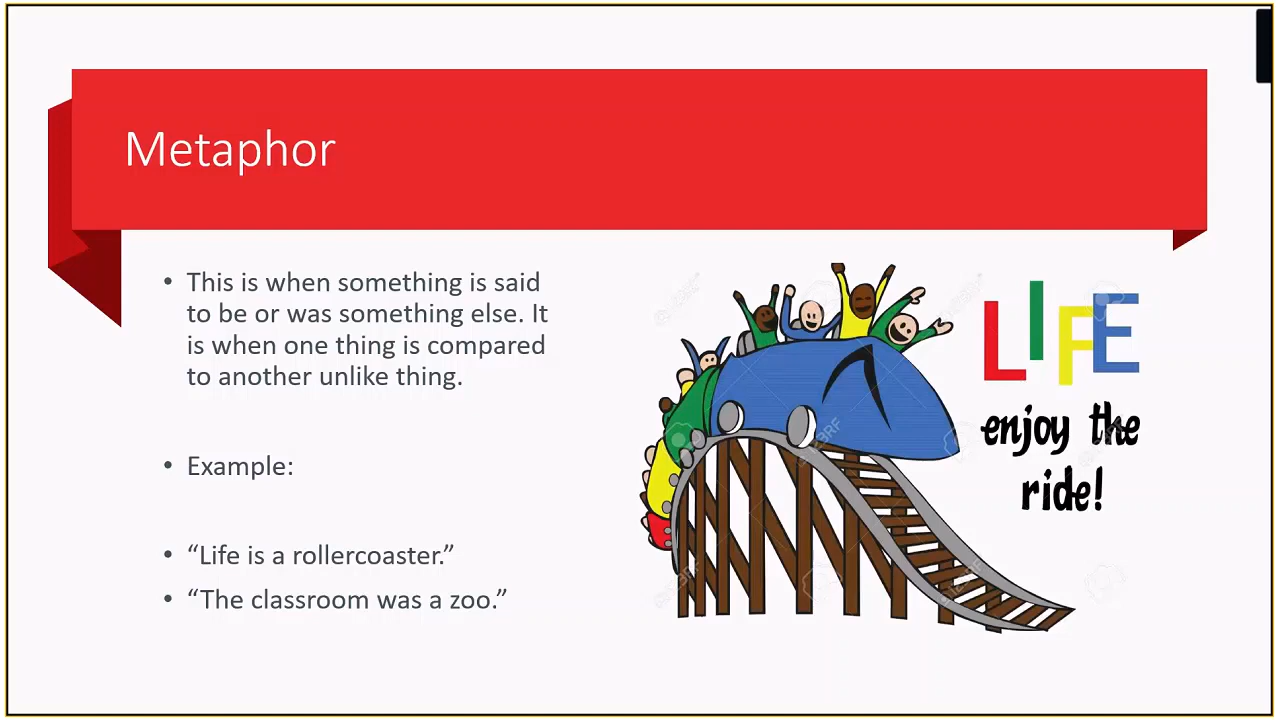 Metaphor
• This is when something is said
to be or was something else. It
is when one thing is compared
to another unlike thing.
• Example:
• “Life is a rollercoaster.”
• “The classroom was a zoo.”
LIFE
enjoy the
ride!